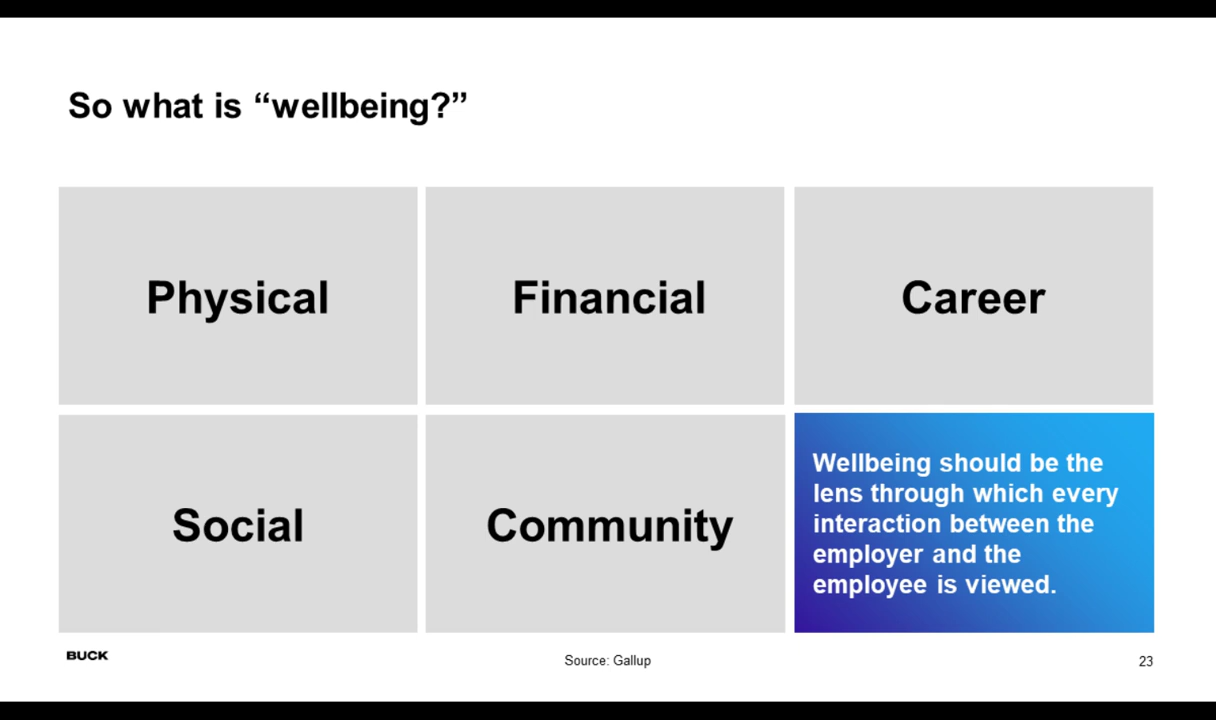 So what is “wellbeing?”
Physical
Financial
Career
Social
Community
Wellbeing should be the
lens through which every
interaction between the
employer and the
employee is viewed.
BUCK
Source: Gallup
23